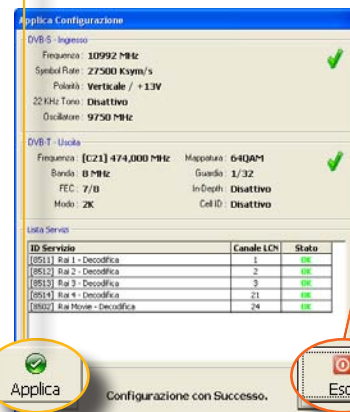 Applica Configurazione
DVB-S - Ingresso
Frequenza : 10992 MHz
Symbol Rate : 27500 Ksym/s
Polarità : Verticale / +13V
22 KHz Tono : Disattivo
Oscillatore : 9750 MHz
DVB-T - Uscita
Frequenza : [C21] 474,000 MHz Mappatura : 64QAM
Banda : 8 MHz Guardia : 1/32
FEC : 7/8 In-Depth : Disattivo
Modo : 2K Cell ID : Disattivo
Lista Servizi
ID Servizio Canale LCN Stato
[8511] Rai 1 - Decodifica 1 OK
[8512] Rai 2 - Decodifica 2 OK
[8513] Rai 3 - Decodifica 3 OK
[8514] Rai 4 - Decodifica 21 OK
[8502] Rai Movie - Decodifica 24 OK
Applica
Configurazione con Successo.
Esc